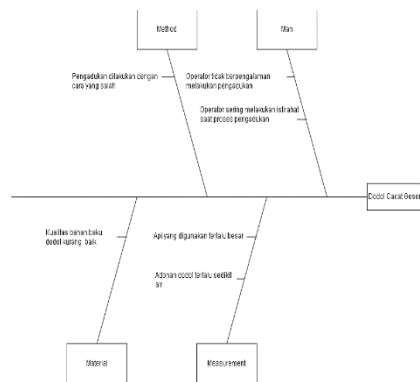 Method
Man
Pengadukan dilakukan dengan
cara yang salah
Operator tidak berpengalaman
melakukan pengadukan
Operator sering melakukan istirahat
saat proses pengadukan
Dodol Cacat Gosong
Kualitas bahan baku
dodol kurang baik
Api yang digunakan terlalu besar
Adonan dodol terlalu sedikit
air
Material
Measurement